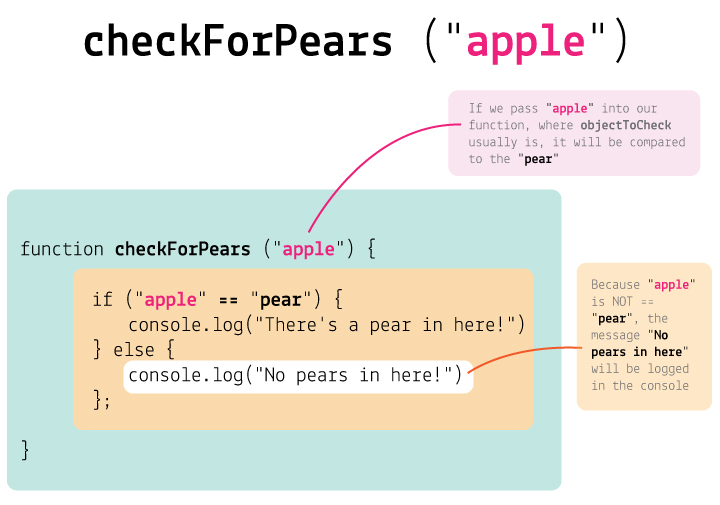 checkForPears ("apple")
If we pass "apple" into our
function, where objectToCheck
usually is, it will be compared
to the "pear"
function checkForPears ("apple") {
if ("apple" == "pear") {
console.log("There's a pear in here!")
} else {
console.log("No pears in here!")
};
}
Because "apple"
is NOT ==
"pear", the
message "No
pears in here"
will be logged
in the console